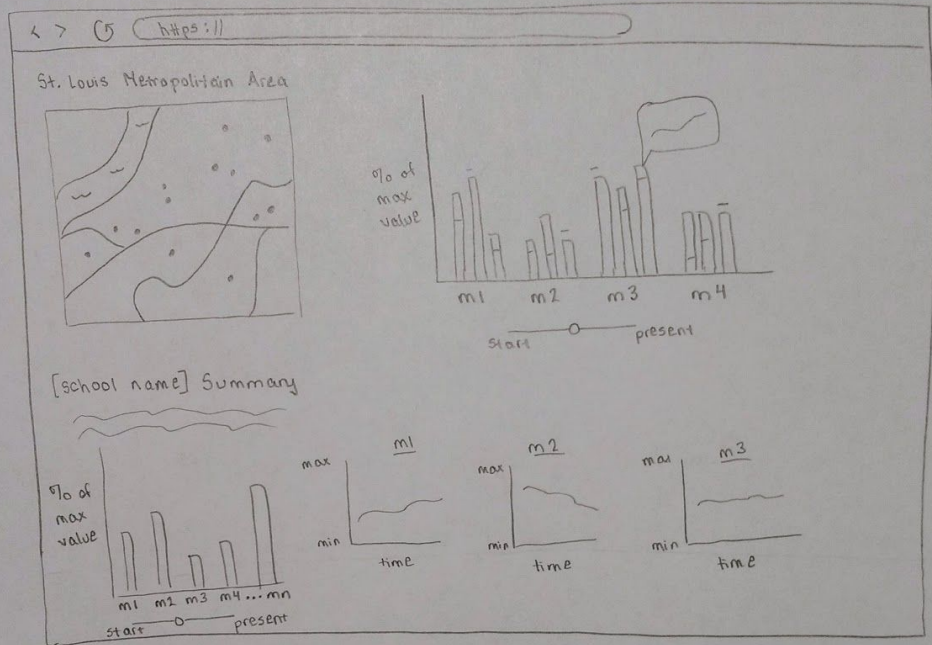 < > https://
St. Louis Metropolitain Area
% of
max
value
m1 m2 m3 m4
start present
[school name] Summary
% of
max
value
m1 m2 m3 m4 ... mn
start present
m1
max
min
time
m2
max
min
time
m3
max
min
time